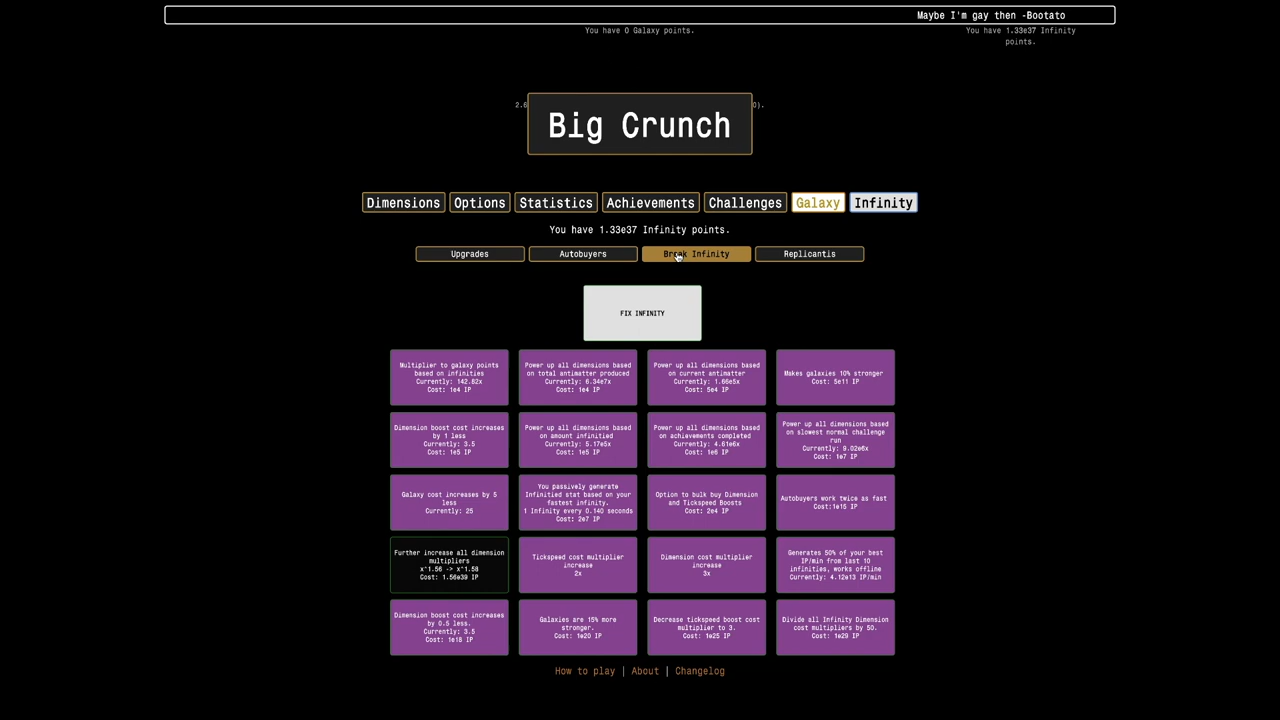 Maybe I'm gay then -Bootato
You have 0 Galaxy points.
You have 1.33e37 Infinity
points.
2.6
0).
Big Crunch
Dimensions
Options
Statistics
Achievements
Challenges
Galaxy
Infinity
You have 1.33e37 Infinity points.
Upgrades
Autobuyers
Break Infinity
Replicantis
FIX INFINITY
Multiplier to galaxy points
based on infinities
Currently: 142.82x
Cost: 1e4 IP
Power up all dimensions based
on total antimatter produced
Currently: 6.34e7x
Cost: 1e4 IP
Power up all dimensions based
on current antimatter
Currently: 1.66e5x
Cost: 5e4 IP
Makes galaxies 10% stronger
Cost: 5e11 IP
Dimension boost cost increases
by 1 less
Currently: 3.5
Cost: 1e5 IP
Power up all dimensions based
on amount infinitied
Currently: 5.17e5x
Cost: 1e5 IP
Power up all dimensions based
on achievements completed
Currently: 4.61e6x
Cost: 1e6 IP
Power up all dimensions based
on slowest normal challenge
run
Currently: 9.02e6x
Cost: 1e7 IP
Galaxy cost increases by 5
less
Currently: 25
You passively generate
Infinitied stat based on your
fastest infinity.
1 Infinity every 0.140 seconds
Cost: 2e7 IP
Option to bulk buy Dimension
and Tickspeed Boosts
Cost: 2e4 IP
Autobuyers work twice as fast
Cost:1e15 IP
Further increase all dimension
multipliers
x^1.56 -> x^1.58
Cost: 1.56e39 IP
Tickspeed cost multiplier
increase
2x
Dimension cost multiplier
increase
3x
Generates 50% of your best
IP/min from last 10
infinities, works offline
Currently: 4.12e13 IP/min
Dimension boost cost increases
by 0.5 less.
Currently: 3.5
Cost: 1e18 IP
Galaxies are 15% more
stronger.
Cost: 1e20 IP
Decrease tickspeed boost cost
multiplier to 3.
Cost: 1e25 IP
Divide all Infinity Dimension
cost multipliers by 50.
Cost: 1e29 IP
How to play | About | Changelog